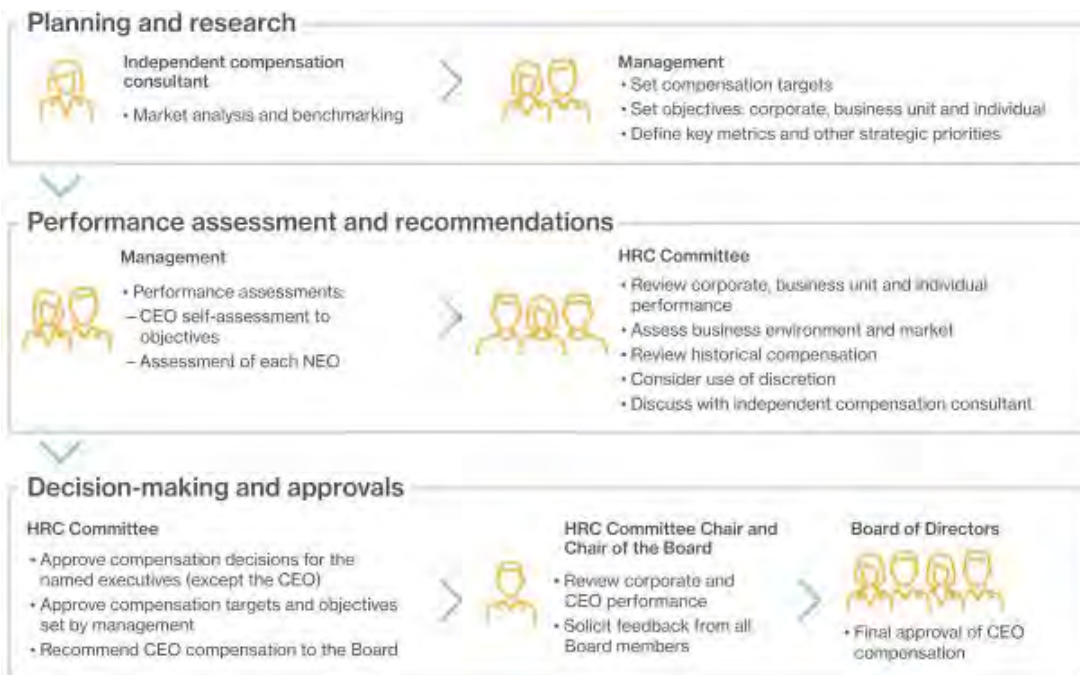 Planning and research
Independent compensation
consultant
• Market analysis and benchmarking
Management
• Set compensation targets
• Set objectives: corporate, business unit and individual
• Define key metrics and other strategic priorities
Performance assessment and recommendations
Management
• Performance assessments:
– CEO self-assessment to
objectives
– Assessment of each NEO
HRC Committee
• Review corporate, business unit and individual
performance
• Assess business environment and market
• Review historical compensation
• Consider use of discretion
• Discuss with independent compensation consultant
Decision-making and approvals
HRC Committee
• Approve compensation decisions for the
named executives (except the CEO)
• Approve compensation targets and objectives
set by management
• Recommend CEO compensation to the Board
HRC Committee Chair and
Chair of the Board
• Review corporate and
CEO performance
• Solicit feedback from all
Board members
Board of Directors
• Final approval of CEO
compensation